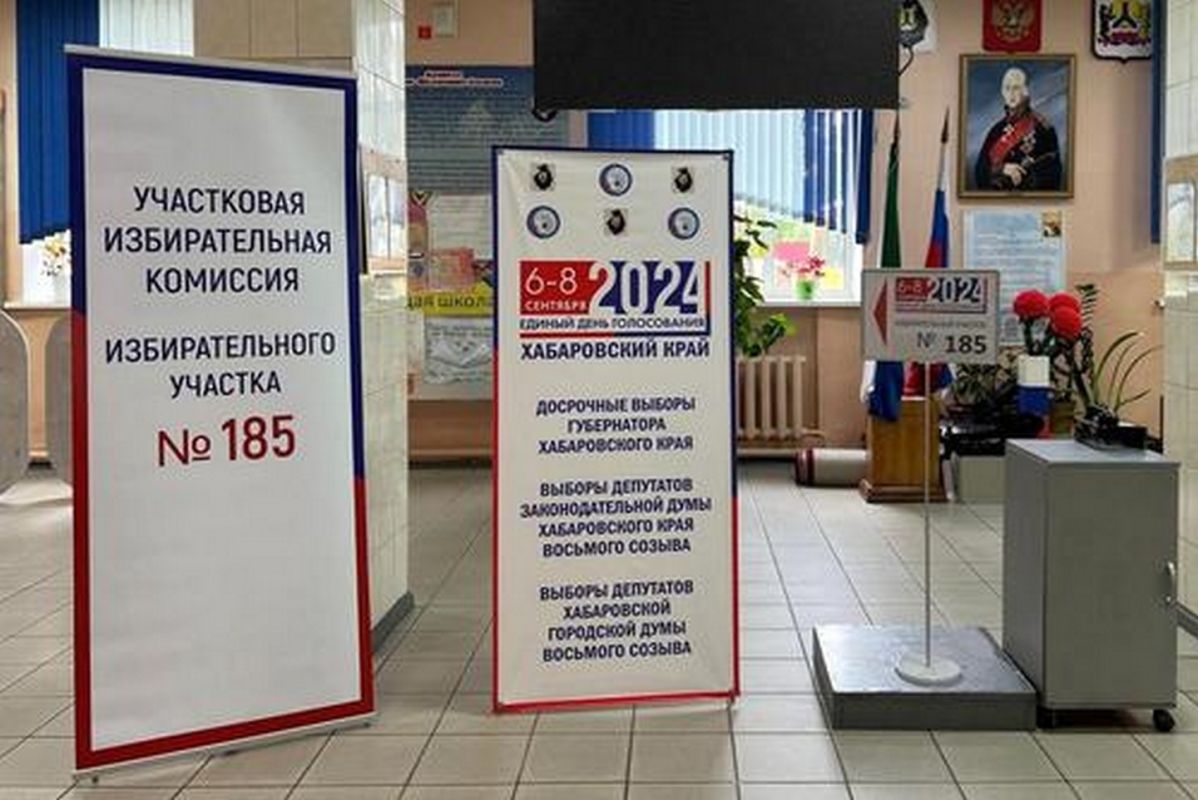 УЧАСТКОВАЯ
ИЗБИРАТЕЛЬНАЯ
КОМИССИЯ
ИЗБИРАТЕЛЬНОГО
УЧАСТКА
№ 185
6-8
СЕНТЯБРЯ
2024
ЕДИНЫЙ ДЕНЬ ГОЛОСОВАНИЯ
ХАБАРОВСКИЙ КРАЙ
ДОСРОЧНЫЕ ВЫБОРЫ
ГУБЕРНАТОРА
ХАБАРОВСКОГО КРАЯ
ВЫБОРЫ ДЕПУТАТОВ
ЗАКОНОДАТЕЛЬНОЙ ДУМЫ
ХАБАРОВСКОГО КРАЯ
ВОСЬМОГО СОЗЫВА
ВЫБОРЫ ДЕПУТАТОВ
ХАБАРОВСКОЙ
ГОРОДСКОЙ ДУМЫ
ВОСЬМОГО СОЗЫВА
6-8 2024
№ 185